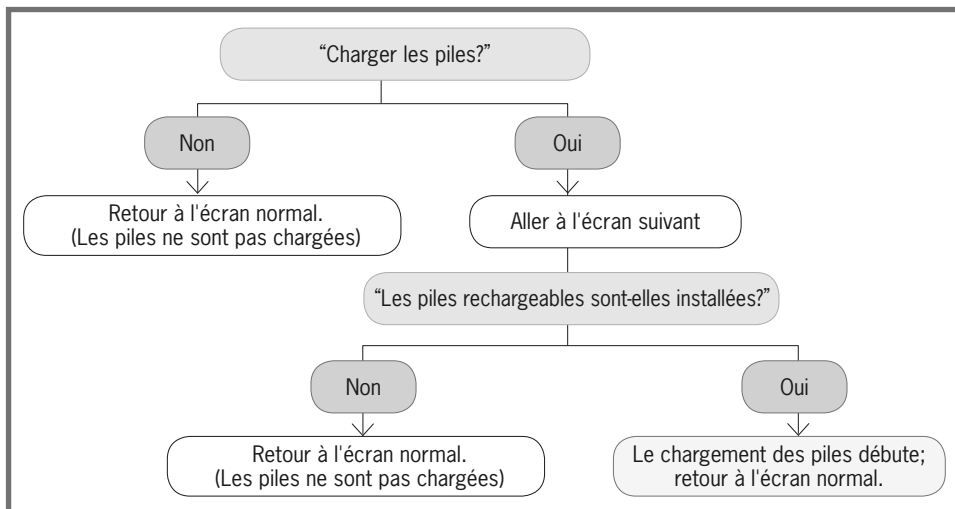 “Charger les piles?”
Non
Oui
Retour à l'écran normal.
(Les piles ne sont pas chargées)
Aller à l'écran suivant
“Les piles rechargeables sont-elles installées?”
Non
Oui
Retour à l'écran normal.
(Les piles ne sont pas chargées)
Le chargement des piles débute;
retour à l'écran normal.